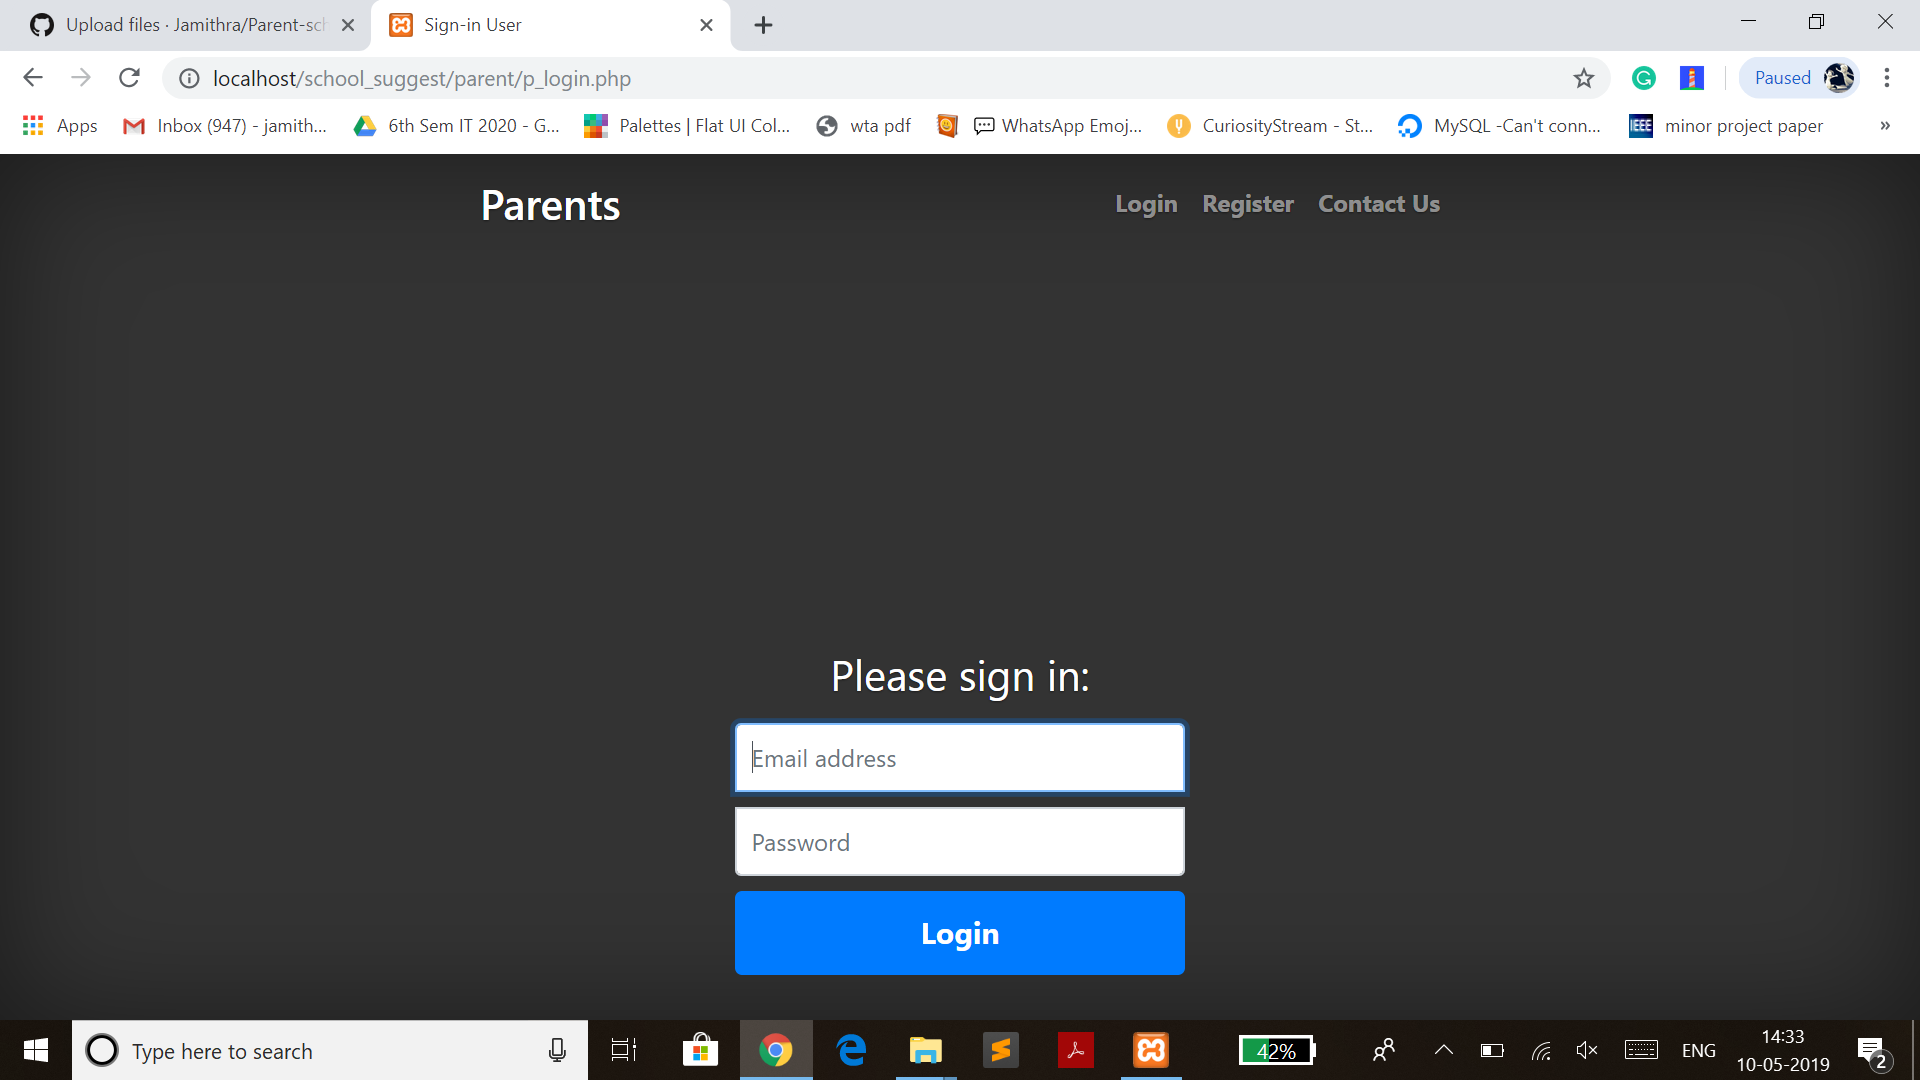 Upload files · Jamithra/Parent-sch
Sign-in User
localhost/school_suggest/parent/p_login.php
Paused
Apps
Inbox (947) - jamith...
6th Sem IT 2020 - G...
Palettes | Flat UI Col...
wta pdf
WhatsApp Emoj...
CuriosityStream - St...
MySQL -Can't conn...
IEEE
minor project paper
»
Parents
Login
Register
Contact Us
Please sign in:
Email address
Password
Login
Type here to search
42%
ENG
14:33
10-05-2019
2